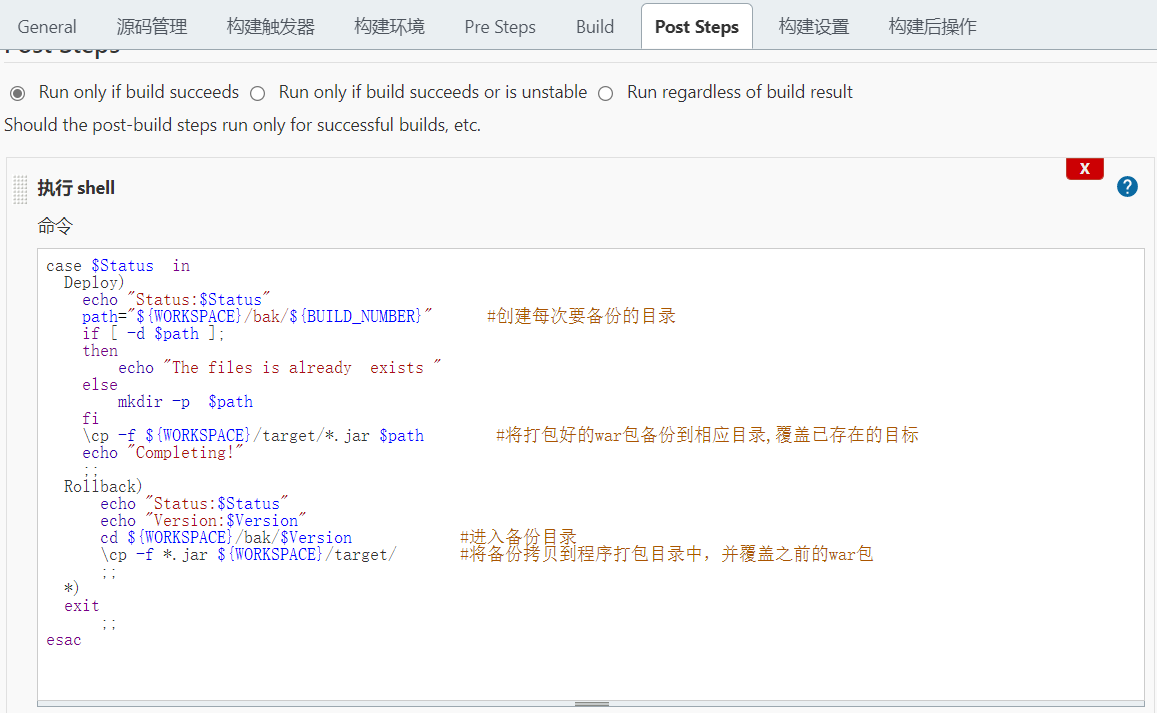 General 源码管理 构建触发器 构建环境 Pre Steps Build Post Steps 构建设置 构建后操作
Post Steps
Run only if build succeeds Run only if build succeeds or is unstable Run regardless of build result
Should the post-build steps run only for successful builds, etc.
X
执行 shell
?
命令
case $Status  in
  Deploy)
    echo "Status:$Status"
    path="${WORKSPACE}/bak/${BUILD_NUMBER}"      #创建每次要备份的目录
    if [ -d $path ];
    then
        echo "The files is already  exists "
    else
        mkdir -p  $path
    fi
    \cp -f ${WORKSPACE}/target/*.jar $path        #将打包好的war包备份到相应目录,覆盖已存在的目标
    echo "Completing!"
    ;;
  Rollback)
      echo "Status:$Status"
      echo "Version:$Version"
      cd ${WORKSPACE}/bak/$Version            #进入备份目录
      \cp -f *.jar ${WORKSPACE}/target/       #将备份拷贝到程序打包目录中，并覆盖之前的war包
      ;;
  *)
  exit
      ;;
esac